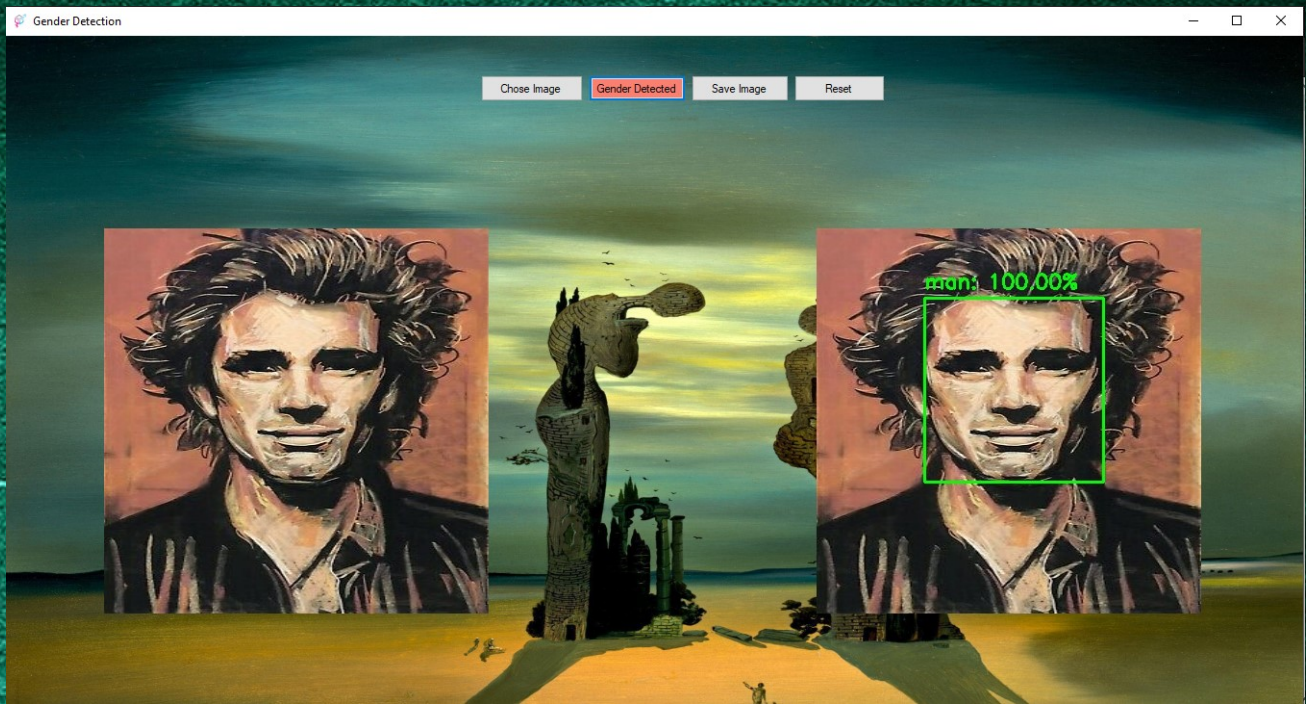 Gender Detection
Chose Image
Gender Detected
Save Image
Reset
man: 100,00%